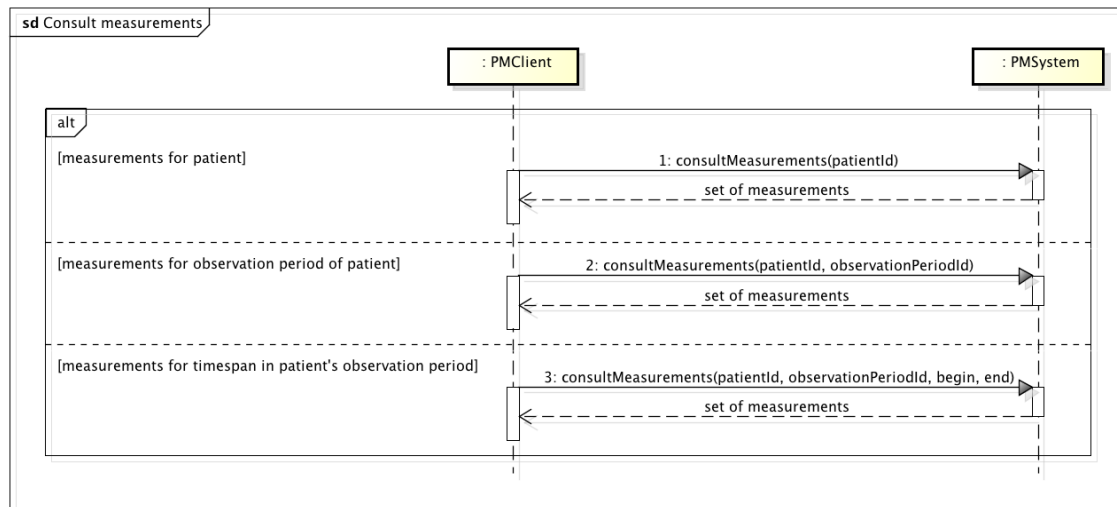 sd Consult measurements
: PMClient
: PMSystem
alt
[measurements for patient]
1: consultMeasurements(patientId)
set of measurements
[measurements for observation period of patient]
2: consultMeasurements(patientId, observationPeriodId)
set of measurements
[measurements for timespan in patient's observation period]
3: consultMeasurements(patientId, observationPeriodId, begin, end)
set of measurements